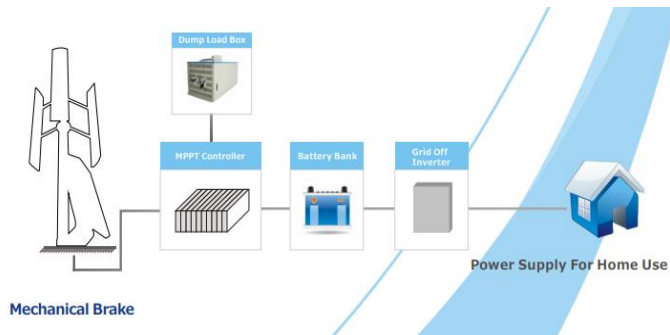 Dump Load Box
MPPT Controller
Battery Bank
Grid Off
Inverter
Power Supply For Home Use
Mechanical Brake